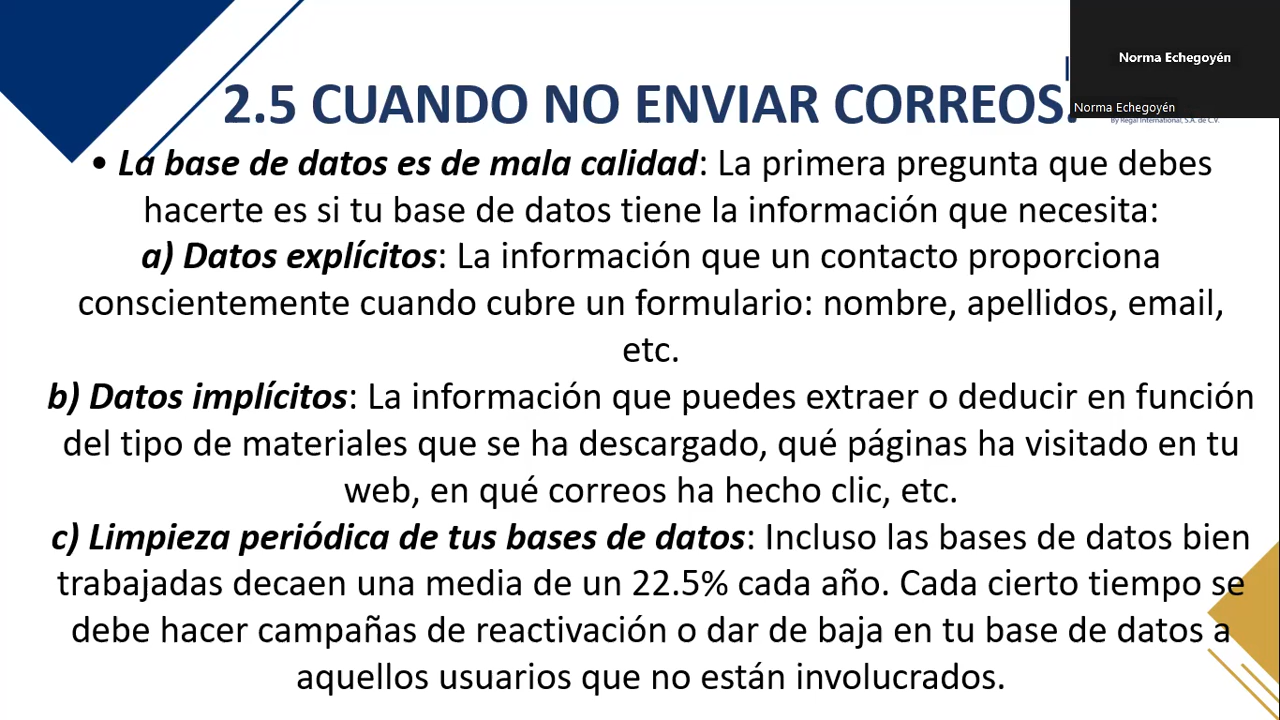 Norma Echegoyén
2.5 CUANDO NO ENVIAR CORREOS.
Norma Echegoyén
By Regal International, S.A. de C.V.
• La base de datos es de mala calidad: La primera pregunta que debes
hacerte es si tu base de datos tiene la información que necesita:
a) Datos explícitos: La información que un contacto proporciona
conscientemente cuando cubre un formulario: nombre, apellidos, email,
etc.
b) Datos implícitos: La información que puedes extraer o deducir en función
del tipo de materiales que se ha descargado, qué páginas ha visitado en tu
web, en qué correos ha hecho clic, etc.
c) Limpieza periódica de tus bases de datos: Incluso las bases de datos bien
trabajadas decaen una media de un 22.5% cada año. Cada cierto tiempo se
debe hacer campañas de reactivación o dar de baja en tu base de datos a
aquellos usuarios que no están involucrados.